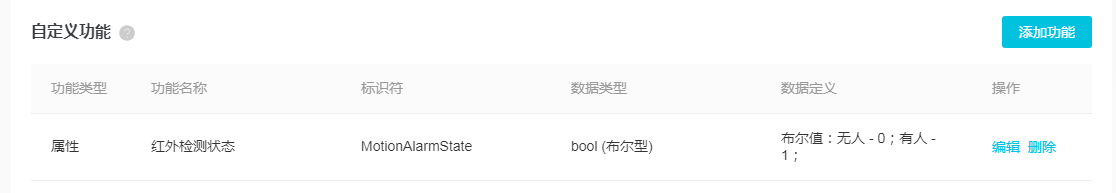 自定义功能 ?
添加功能
功能类型 功能名称 标识符 数据类型 数据定义 操作
属性 红外检测状态 MotionAlarmState bool (布尔型) 布尔值：无人 - 0；有人 -
1； 编辑 删除